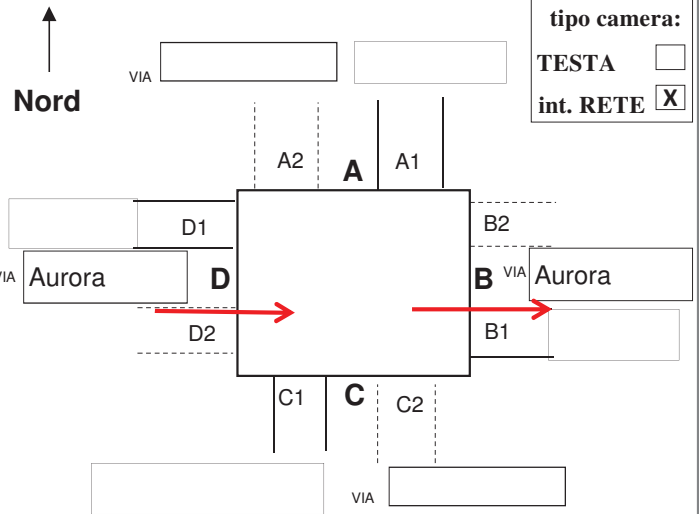 tipo camera:
VIA
TESTA
Nord
int. RETE X
A2 A A1
D1 B2
VIA Aurora D B VIA Aurora
D2 B1
C1 C C2
VIA